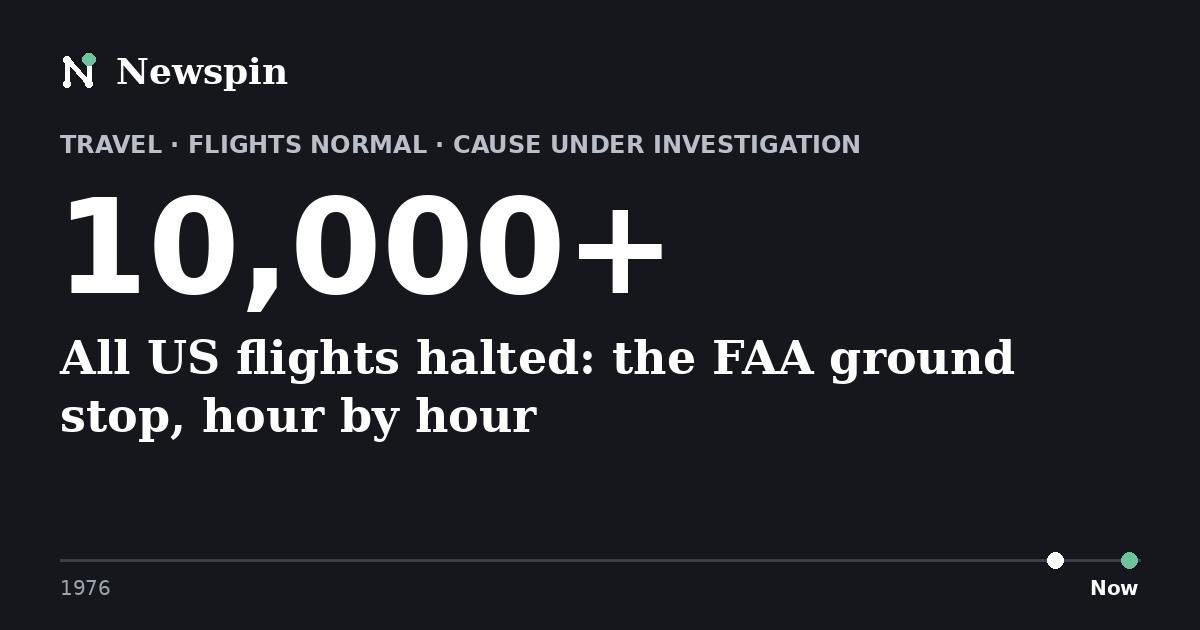 Newspin
TRAVEL · FLIGHTS NORMAL · CAUSE UNDER INVESTIGATION
10,000+
All US flights halted: the FAA ground
stop, hour by hour
1976
Now